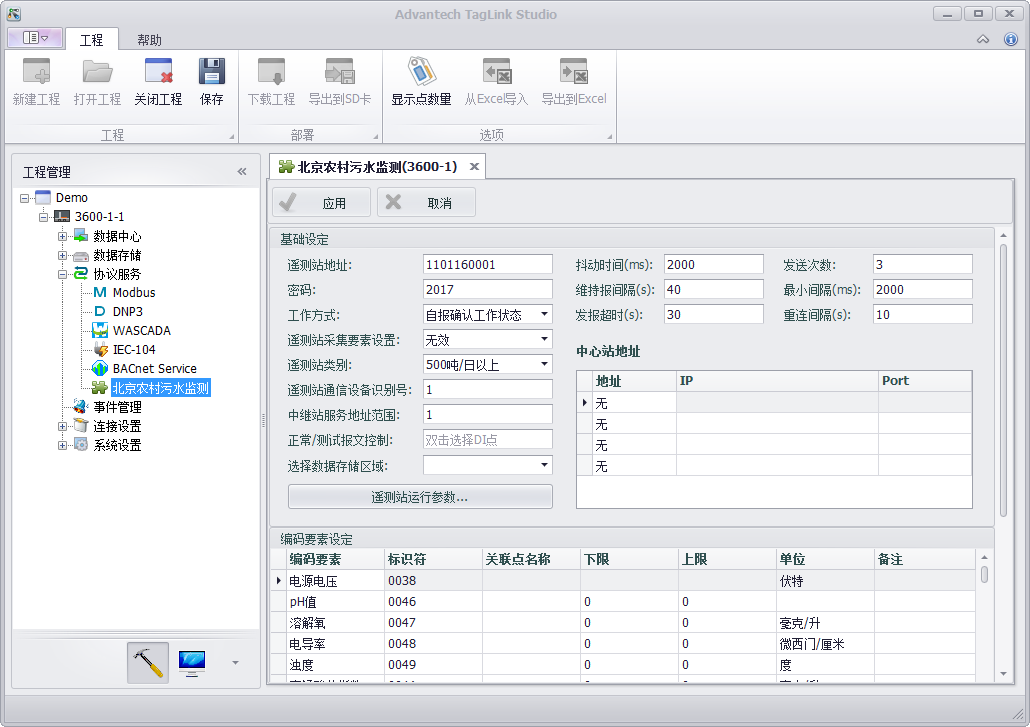 Advantech TagLink Studio
工程 帮助
新建工程 打开工程 关闭工程 保存 下载工程 导出到SD卡 显示点数量 从Excel导入 导出到Excel
工程 部署 选项
工程管理 «
Demo
3600-1-1
数据中心
数据存储
协议服务
Modbus
DNP3
WASCADA
IEC-104
BACnet Service
北京农村污水监测
事件管理
连接设置
系统设置
北京农村污水监测(3600-1)
应用 取消
基础设定
遥测站地址: 1101160001 抖动时间(ms): 2000 发送次数: 3
密码: 2017 维持报间隔(s): 40 最小间隔(ms): 2000
工作方式: 自报确认工作状态 发报超时(s): 30 重连间隔(s): 10
遥测站采集要素设置: 无效
遥测站类别: 500吨/日以上
遥测站通信设备识别号: 1
中继站服务地址范围: 1
正常/测试报文控制: 双击选择DI点
选择数据存储区域:
遥测站运行参数...
中心站地址
地址 IP Port
无
无
无
无
编码要素设定
编码要素 标识符 关联点名称 下限 上限 单位 备注
电源电压 0038 伏特
pH值 0046 0 0
溶解氧 0047 0 0 毫克/升
电导率 0048 0 0 微西门/厘米
浊度 0049 0 0 度